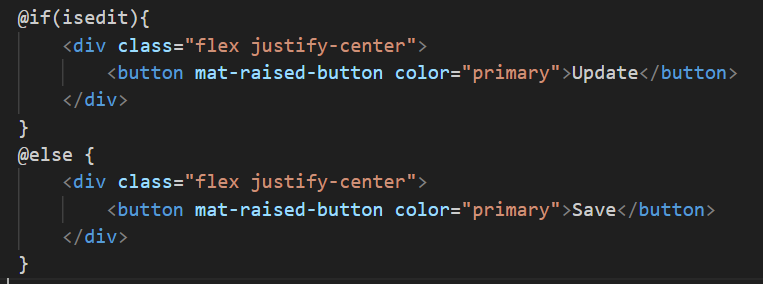 @if(isedit){
<div class="flex justify-center">
<button mat-raised-button color="primary">Update</button>
</div>
}
@else {
<div class="flex justify-center">
<button mat-raised-button color="primary">Save</button>
</div>
}